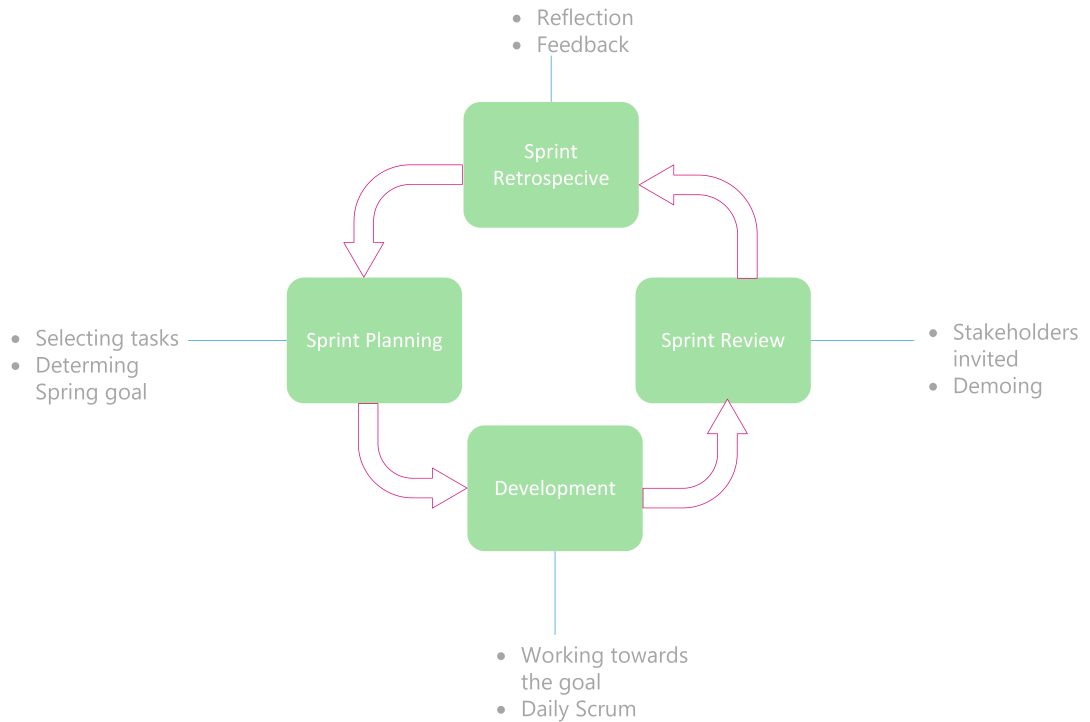 • Reflection
• Feedback
Sprint
Retrospecive
Sprint Planning
Sprint Review
• Selecting tasks
• Determing
Spring goal
• Stakeholders
invited
• Demoing
Development
• Working towards
the goal
• Daily Scrum